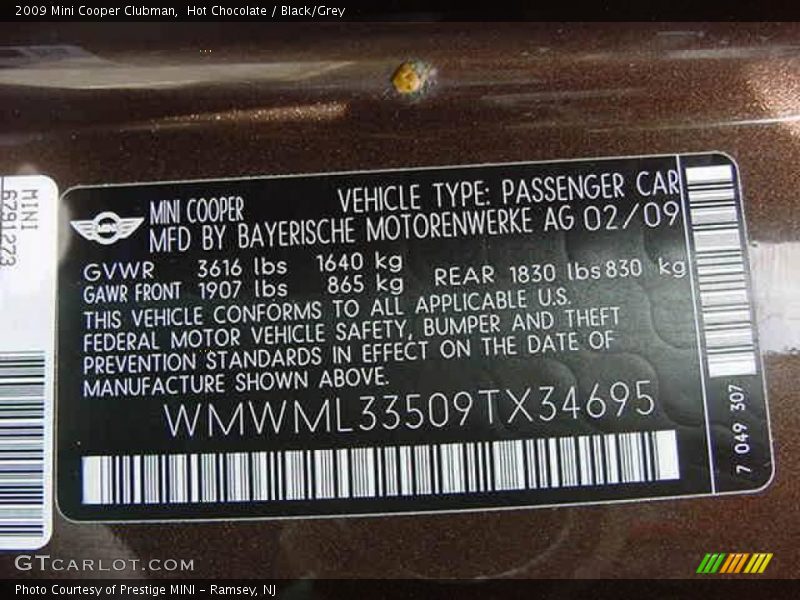 2009 Mini Cooper Clubman,  Hot Chocolate / Black/Grey
MINI
6791273
MINI
MINI COOPER
VEHICLE TYPE: PASSENGER CAR
MFD BY BAYERISCHE MOTORENWERKE AG 02/09
GVWR 3616 lbs 1640 kg
GAWR FRONT 1907 lbs 865 kg REAR 1830 lbs 830 kg
THIS VEHICLE CONFORMS TO ALL APPLICABLE U.S.
FEDERAL MOTOR VEHICLE SAFETY, BUMPER AND THEFT
PREVENTION STANDARDS IN EFFECT ON THE DATE OF
MANUFACTURE SHOWN ABOVE.
WMWML33509TX34695
7 049 307
GTCARLOT.COM
Photo Courtesy of Prestige MINI - Ramsey, NJ